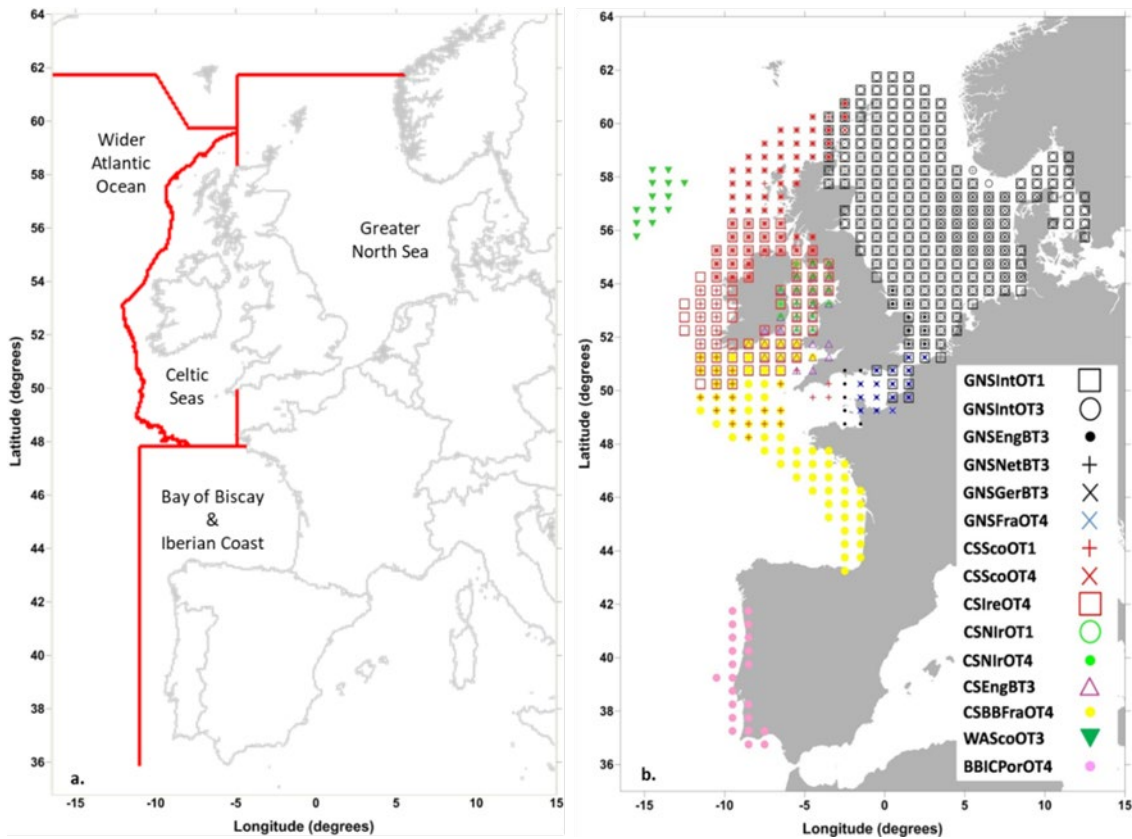 64
62
60
58
56
54
52
50
48
46
44
42
40
38
36
Latitude (degrees)
Wider
Atlantic
Ocean
Greater
North Sea
Celtic
Seas
Bay of Biscay
&
Iberian Coast
a.
-15 -10 -5 0 5 10 15
Longitude (degrees)
64
62
60
58
56
54
52
50
48
46
44
42
40
38
36
Latitude (degrees)
GNSIntOT1
GNSIntOT3
GNSEngBT3
GNSNetBT3
GNSGerBT3
GNSFraOT4
CSScoOT1
CSScoOT4
CSIreOT4
CSNIrOT1
CSNIrOT4
CSEngBT3
CSBBFraOT4
WAScoOT3
BBICPorOT4
b.
-15 -10 -5 0 5 10 15
Longitude (degrees)